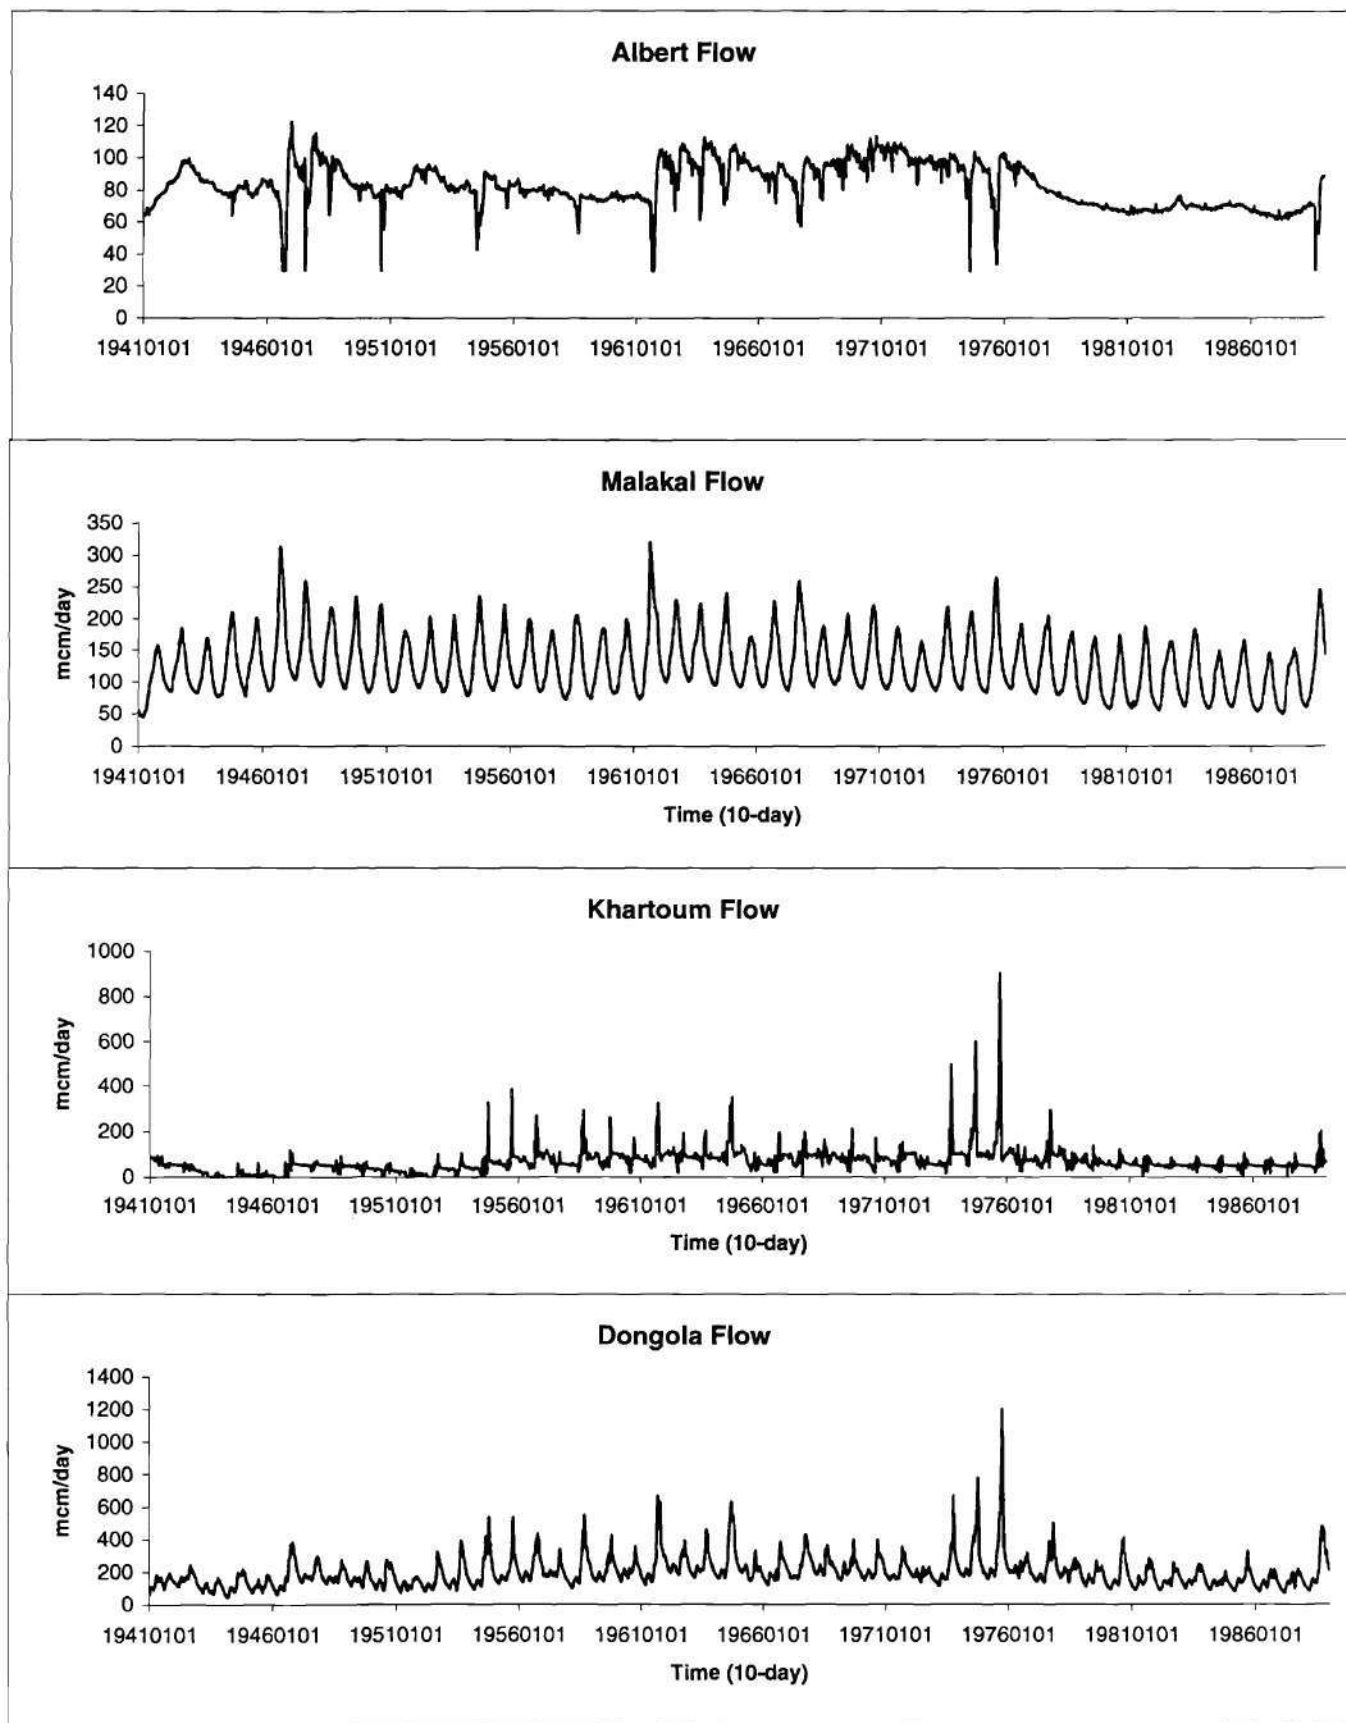 Albert Flow
140
120
100
80
60
40
20
0
19410101 19460101 19510101 19560101 19610101 19660101 19710101 19760101 19810101 19860101
Malakal Flow
350
300
250
200
150
100
50
0
mcm/day
19410101 19460101 19510101 19560101 19610101 19660101 19710101 19760101 19810101 19860101
Time (10-day)
Khartoum Flow
1000
800
600
400
200
0
mcm/day
19410101 19460101 19510101 19560101 19610101 19660101 19710101 19760101 19810101 19860101
Time (10-day)
Dongola Flow
1400
1200
1000
800
600
400
200
0
mcm/day
19410101 19460101 19510101 19560101 19610101 19660101 19710101 19760101 19810101 19860101
Time (10-day)